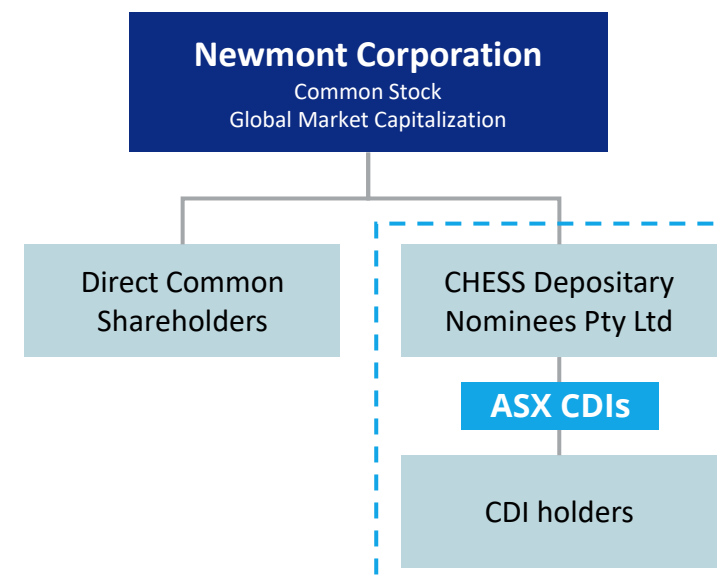 Newmont Corporation
Common Stock
Global Market Capitalization
Direct Common
Shareholders
CHESS Depositary
Nominees Pty Ltd
ASX CDIs
CDI holders